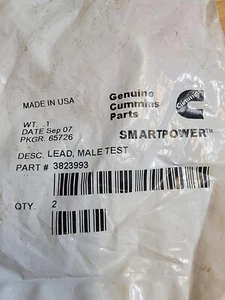 MADE IN USA
Genuine
Cummins
Parts
Cummins
WT. .1
DATE Sep 07
PKGR. 65726
SMARTPOWER™
DESC. LEAD, MALE TEST
PART # 3823993
QTY. 2